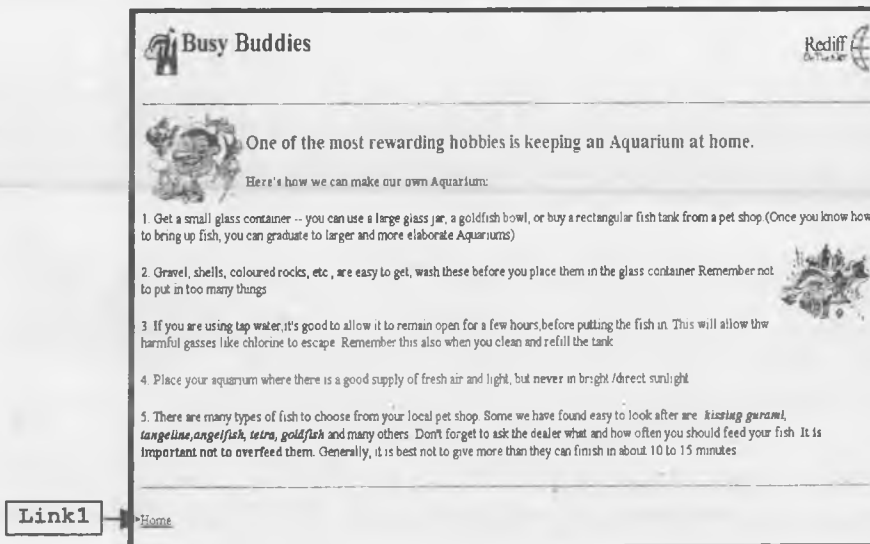 Busy Buddies
Rediff
On The Net
One of the most rewarding hobbies is keeping an Aquarium at home.
Here's how we can make our own Aquarium:
1. Get a small glass container -- you can use a large glass jar, a goldfish bowl, or buy a rectangular fish tank from a pet shop.(Once you know how
to bring up fish, you can graduate to larger and more elaborate Aquariums)
2. Gravel, shells, coloured rocks, etc , are easy to get, wash these before you place them in the glass container Remember not
to put in too many things
3 If you are using tap water,it's good to allow it to remain open for a few hours,before putting the fish in This will allow thw
harmful gasses like chlorine to escape Remember this also when you clean and refill the tank
4. Place your aquarium where there is a good supply of fresh air and light, but never in bright /direct sunlight
5. There are many types of fish to choose from your local pet shop. Some we have found easy to look after are kissing gurami,
tangeline,angelfish, tetra, goldfish and many others Don't forget to ask the dealer what and how often you should feed your fish It is
important not to overfeed them. Generally, it is best not to give more than they can finish in about 10 to 15 minutes
Link1
Home